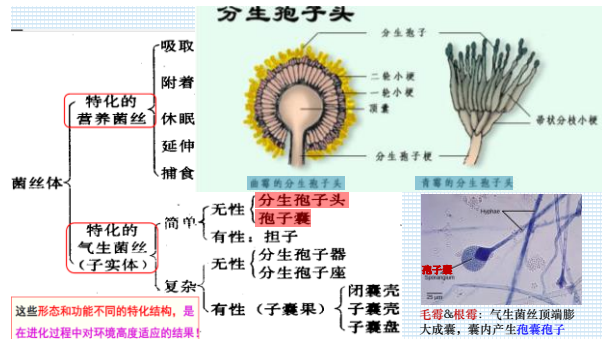 分生孢子头
吸取
附着
休眠
延伸
捕食
特化的
营养菌丝
菌丝体
特化的
气生菌丝
（子实体）
简单
无性
分生孢子头
孢子囊
有性：担子
复杂
无性
分生孢子器
分生孢子座
有性（子囊果）
闭囊壳
子囊壳
子囊盘
分生孢子
二轮小梗
一轮小梗
顶囊
分生孢子梗
带状分枝小梗
曲霉的分生孢子头
青霉的分生孢子头
Hyphae
孢子囊
Sporangium
25 µm
毛霉&根霉：气生菌丝顶端膨
大成囊，囊内产生孢囊孢子
这些形态和功能不同的特化结构，是
在进化过程中对环境高度适应的结果！